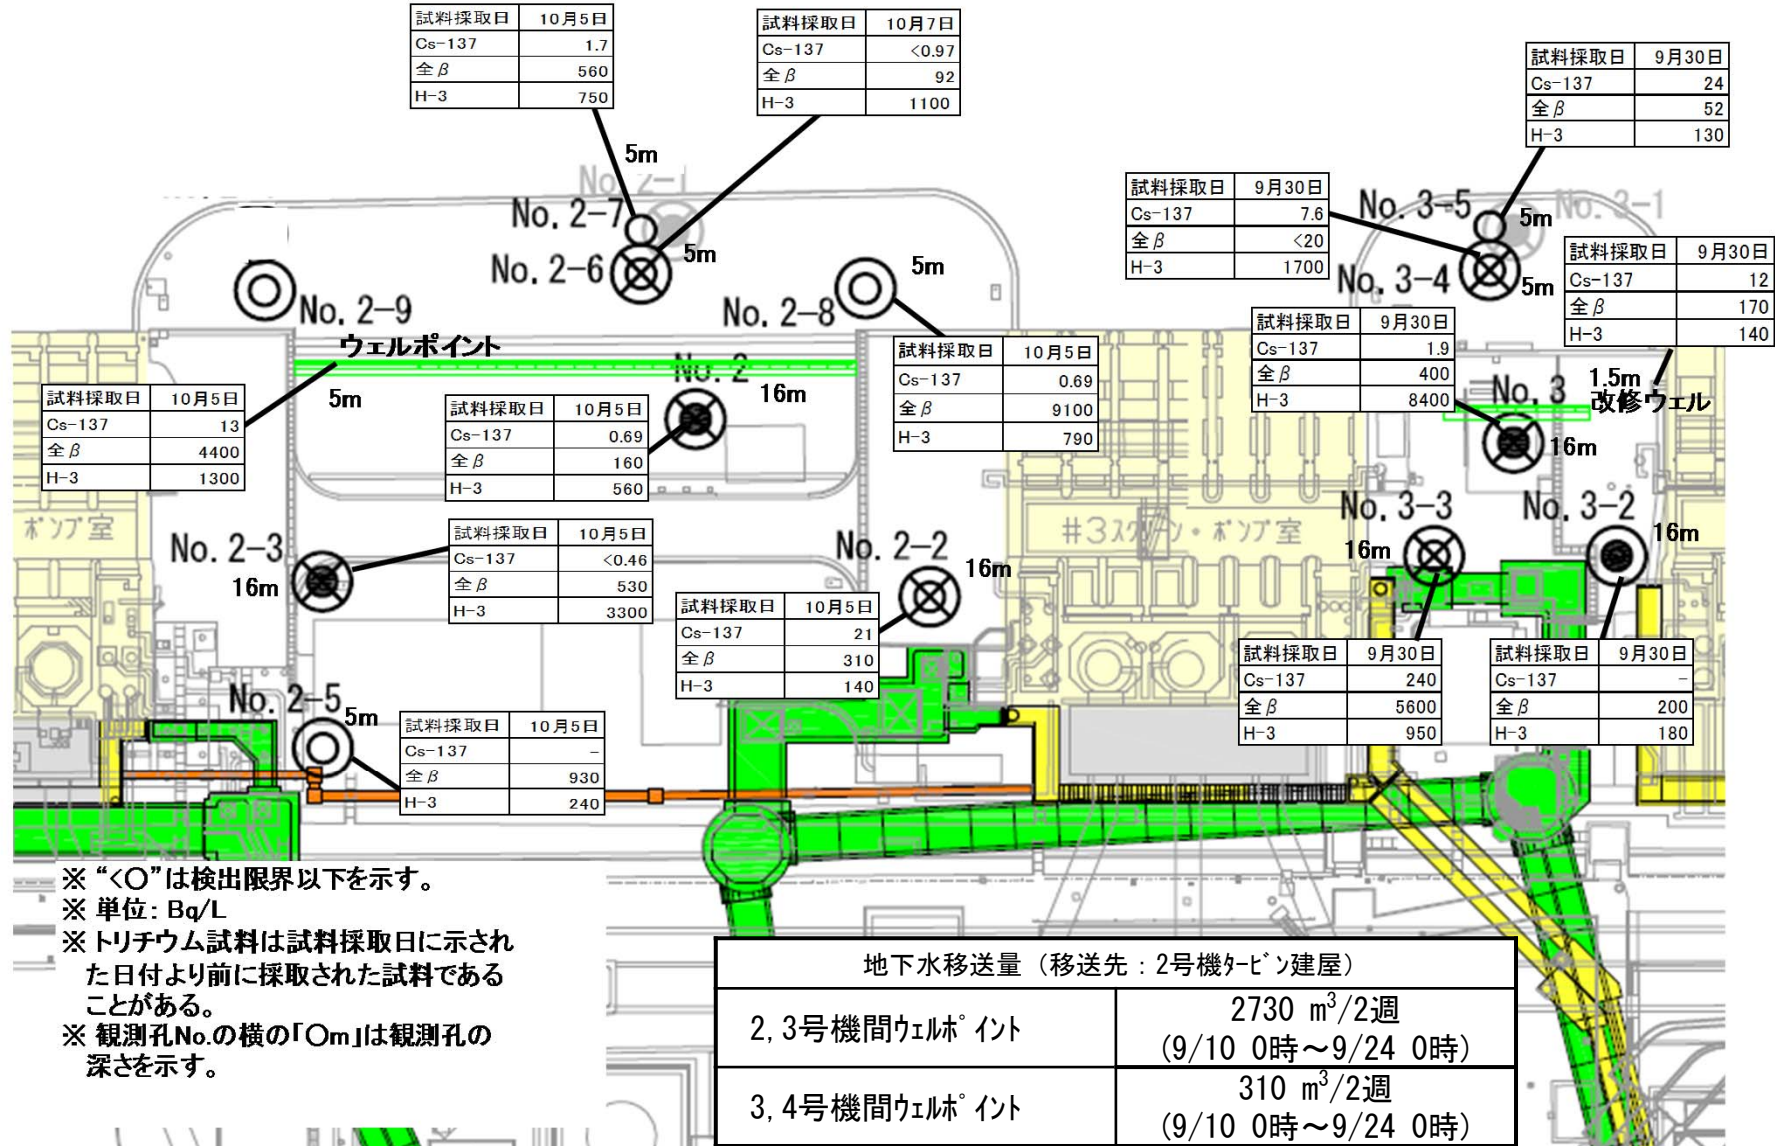 試料採取日 10月5日
Cs-137 1.7
全β 560
H-3 750
試料採取日 10月7日
Cs-137 <0.97
全β 92
H-3 1100
試料採取日 9月30日
Cs-137 24
全β 52
H-3 130
試料採取日 9月30日
Cs-137 7.6
全β <20
H-3 1700
試料採取日 9月30日
Cs-137 12
全β 170
H-3 140
5m
No. 2-1
No. 2-7
No. 2-6
5m
No. 2-9
No. 2-8
5m
No. 3-5
5m
No. 3-1
No. 3-4
5m
ウェルポイント
5m
試料採取日 10月5日
Cs-137 13
全β 4400
H-3 1300
No. 2
16m
試料採取日 10月5日
Cs-137 0.69
全β 160
H-3 560
試料採取日 10月5日
Cs-137 0.69
全β 9100
H-3 790
試料採取日 9月30日
Cs-137 1.9
全β 400
H-3 8400
No. 3
16m
1.5m
改修ウェル
ポンプ室
No. 2-3
16m
試料採取日 10月5日
Cs-137 <0.46
全β 530
H-3 3300
No. 2-2
16m
試料採取日 10月5日
Cs-137 21
全β 310
H-3 140
#3スクリーン・ポンプ室
No. 3-3
16m
No. 3-2
16m
試料採取日 9月30日
Cs-137 240
全β 5600
H-3 950
試料採取日 9月30日
Cs-137 -
全β 200
H-3 180
No. 2-5
5m
試料採取日 10月5日
Cs-137 -
全β 930
H-3 240
※ “<○”は検出限界以下を示す。
※ 単位: Bq/L
※ トリチウム試料は試料採取日に示され
た日付より前に採取された試料である
ことがある。
※ 観測孔No.の横の「○m」は観測孔の
深さを示す。
地下水移送量（移送先：2号機タービン建屋）
2,3号機間ウェルポイント 2730 m³/2週
(9/10 0時～9/24 0時)
3,4号機間ウェルポイント 310 m³/2週
(9/10 0時～9/24 0時)